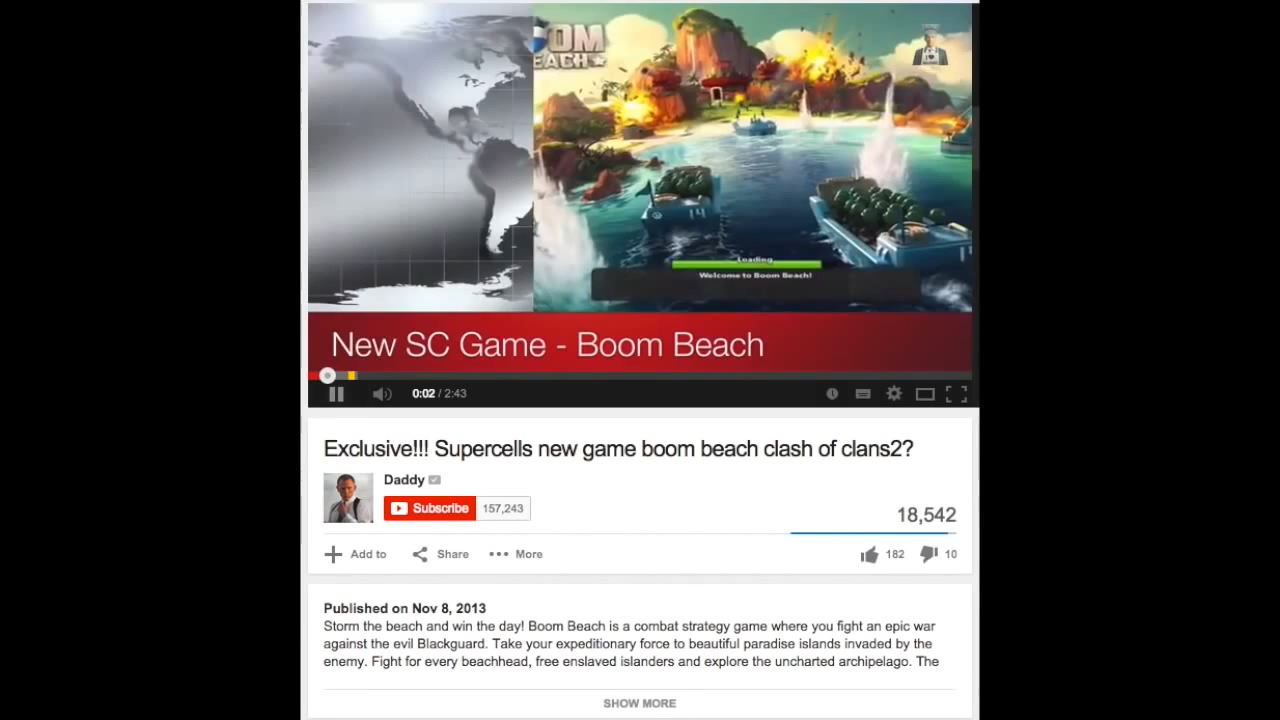 OM
EACH
14
Loading
Welcome to Boom Beach!
New SC Game - Boom Beach
0:02 / 2:43
Exclusive!!! Supercells new game boom beach clash of clans2?
Daddy
Subscribe 157,243
18,542
Add to Share More 182 10
Published on Nov 8, 2013
Storm the beach and win the day! Boom Beach is a combat strategy game where you fight an epic war
against the evil Blackguard. Take your expeditionary force to beautiful paradise islands invaded by the
enemy. Fight for every beachhead, free enslaved islanders and explore the uncharted archipelago. The
SHOW MORE